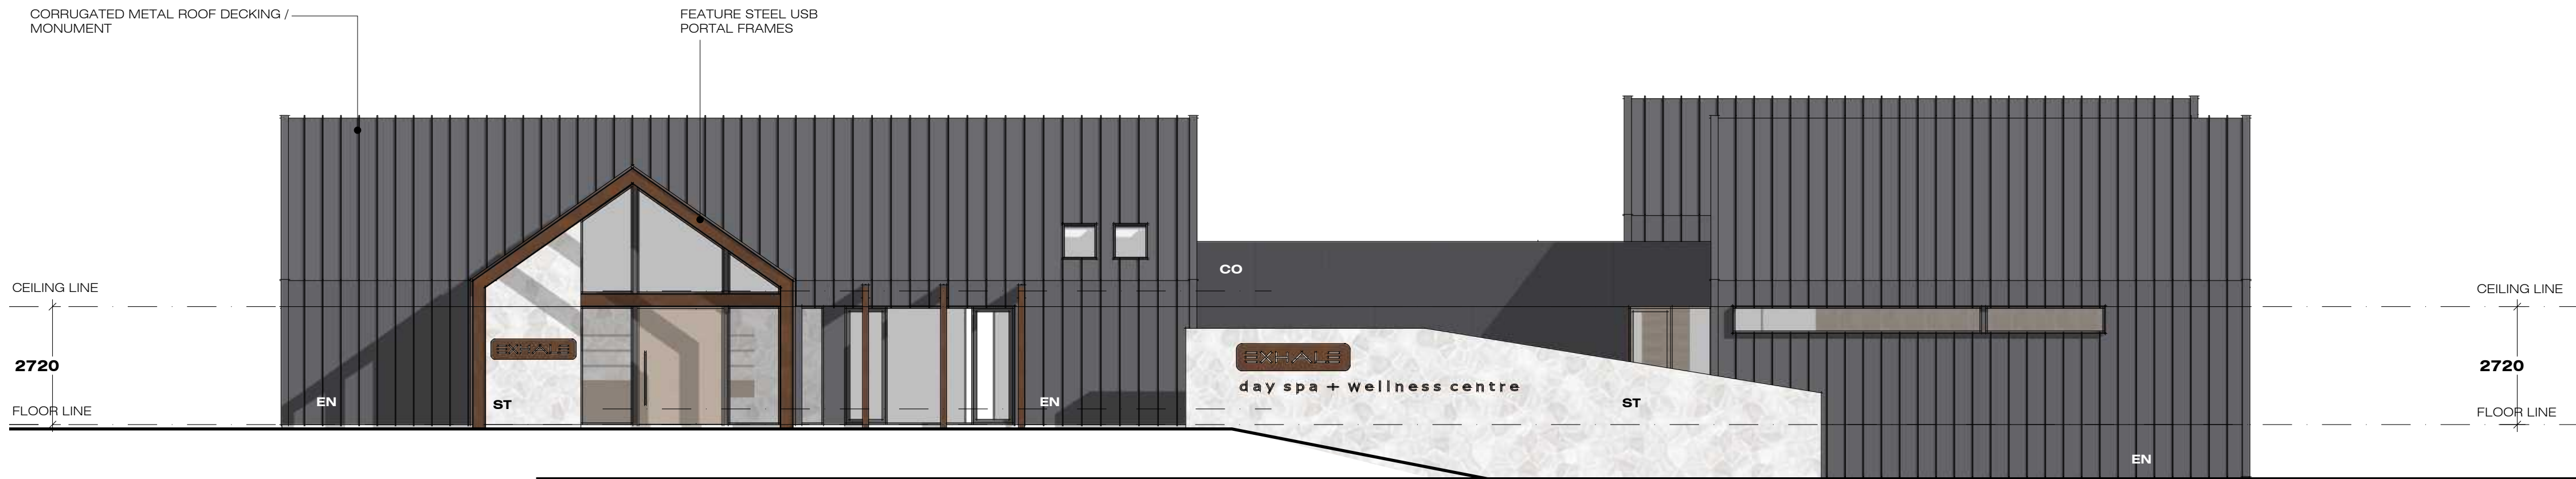 CORRUGATED METAL ROOF DECKING /
MONUMENT
FEATURE STEEL USB
PORTAL FRAMES
CEILING LINE
2720
FLOOR LINE
EN
EXHALE
ST
EN
CO
EXHALE
day spa + wellness centre
ST
EN
CEILING LINE
2720
FLOOR LINE